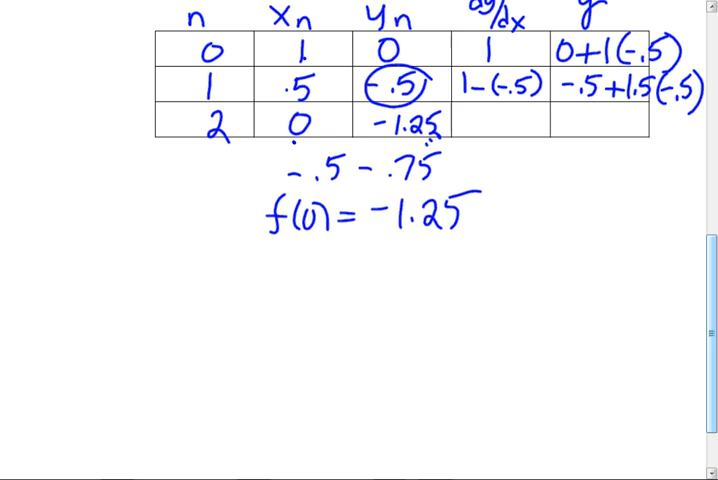 n xn yn dy/dx y
0 1 0 1 0+1(-.5)
1 .5 -.5 1-(-.5) -.5+1.5(-.5)
2 0 -1.25
-.5 - .75
f(0) = -1.25